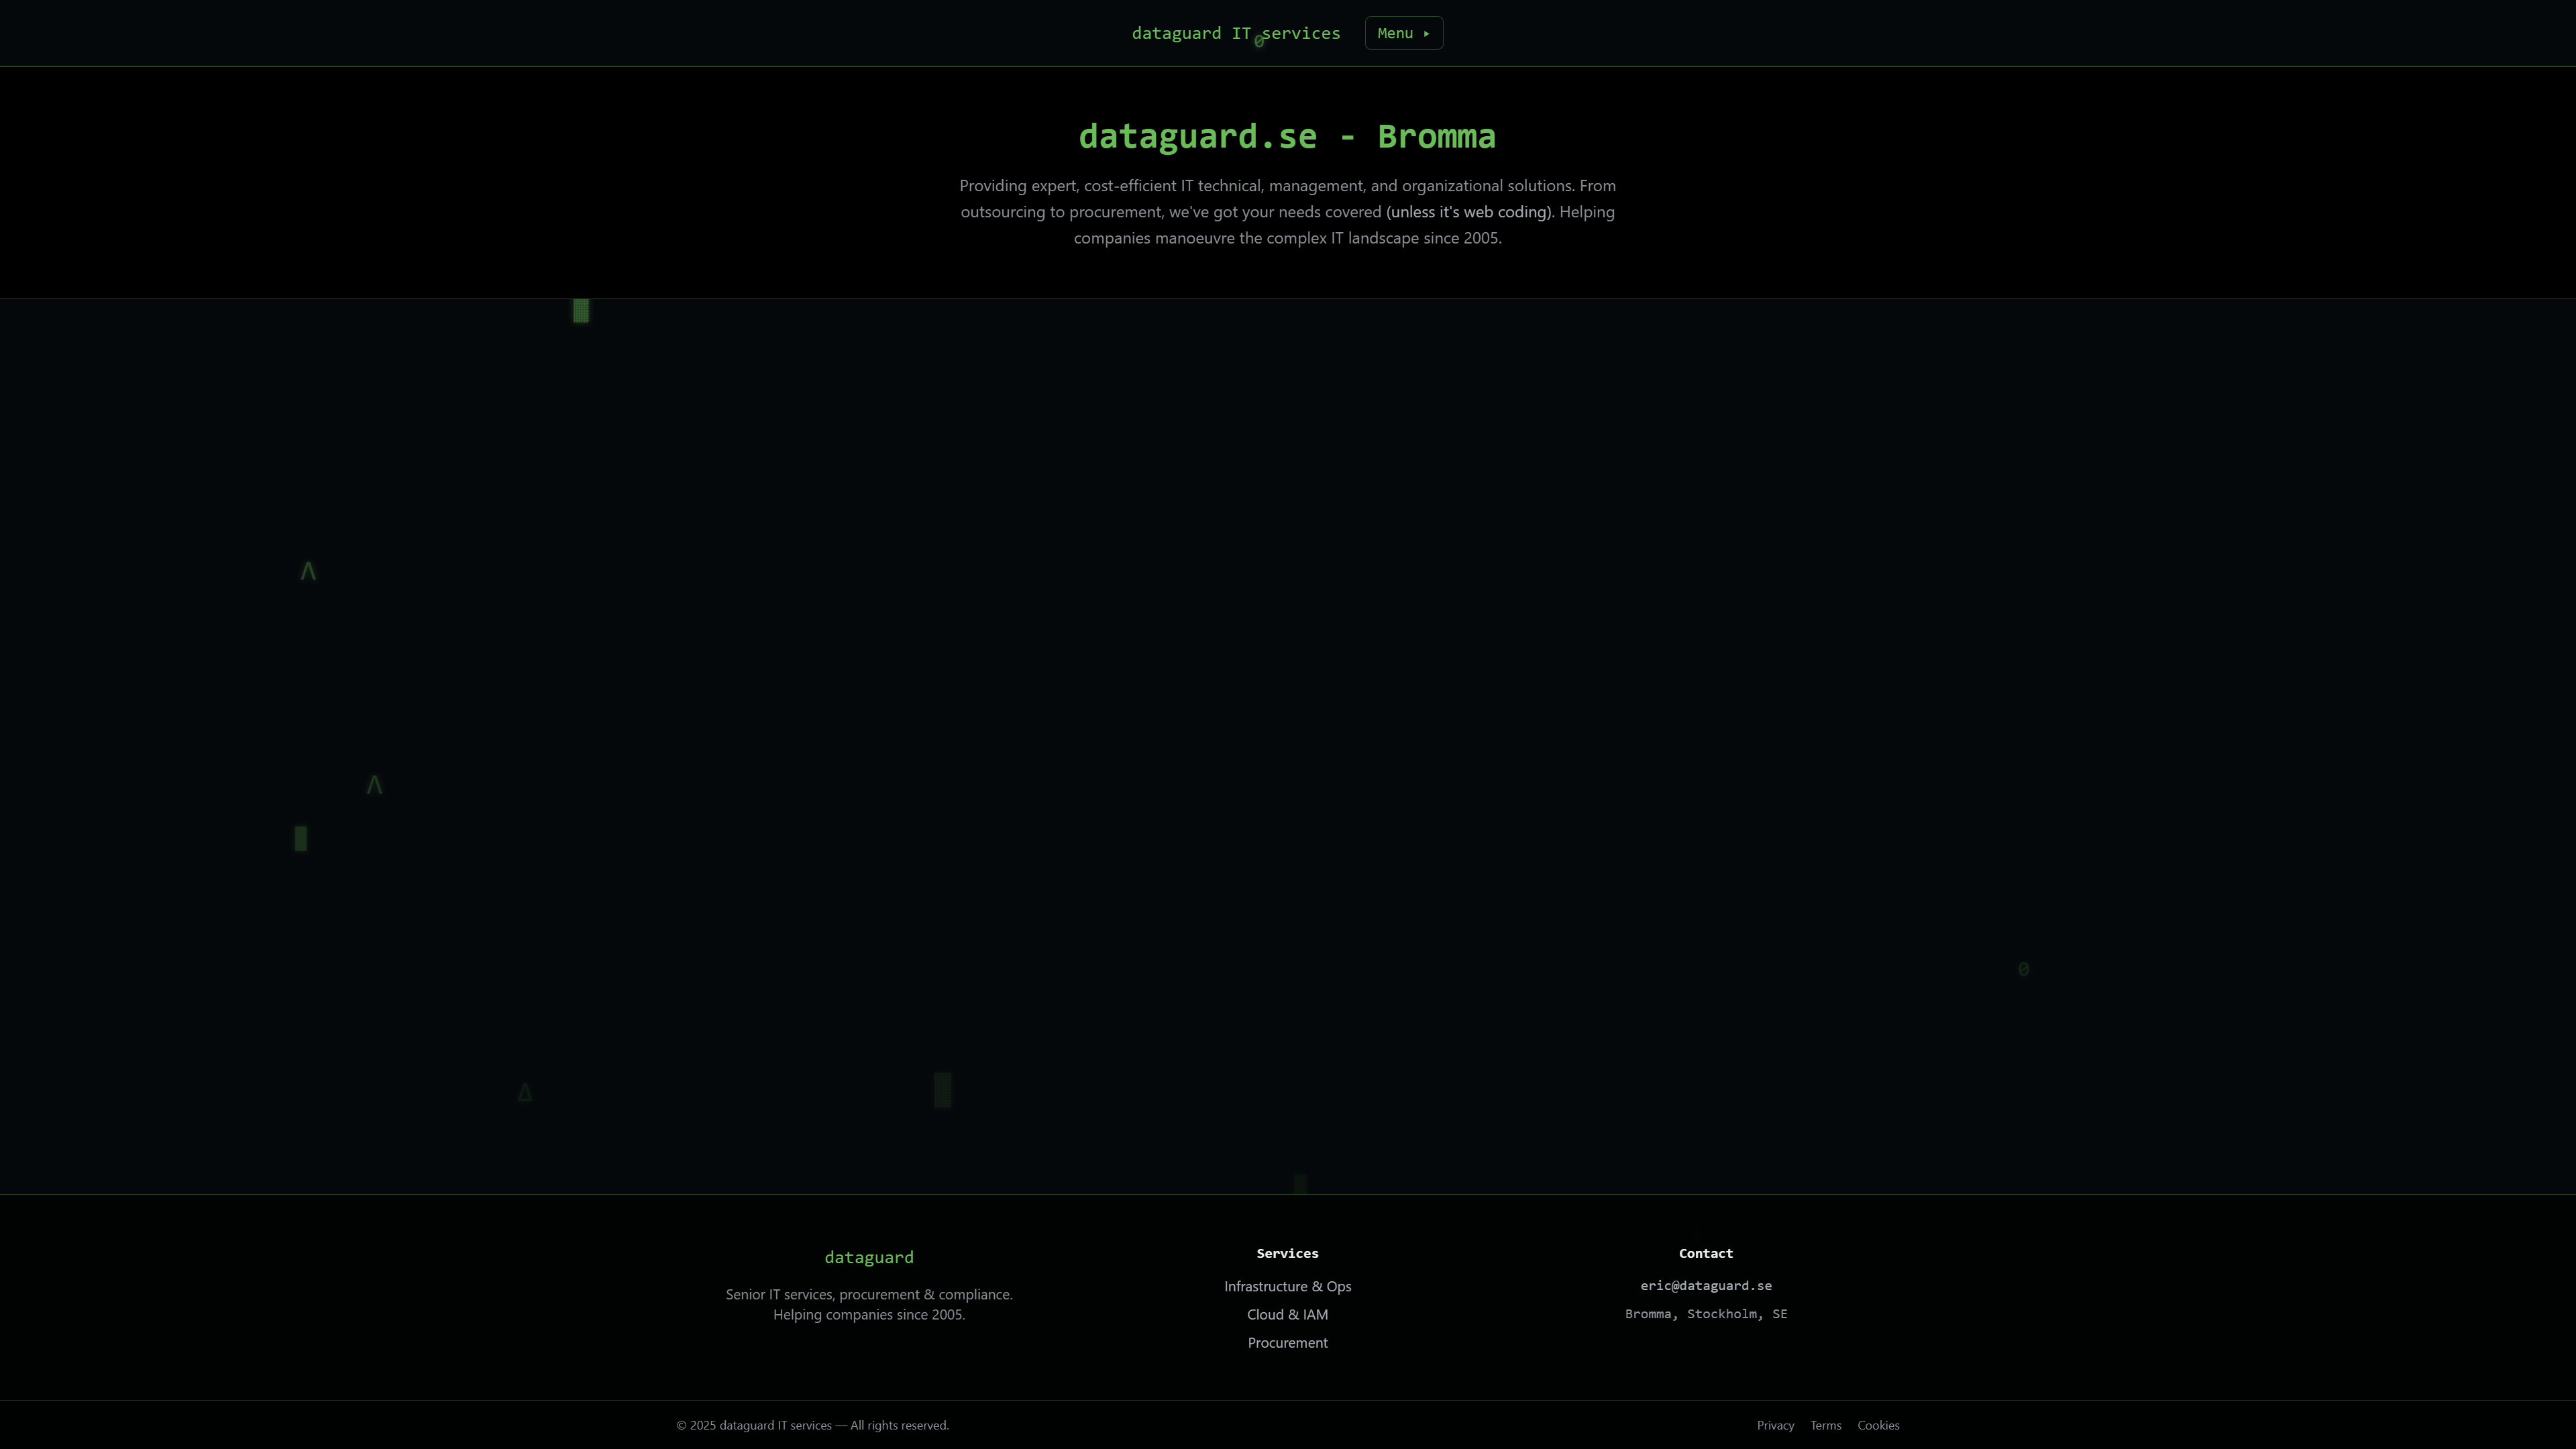 dataguard IT services
Menu ▸
0
dataguard.se - Bromma
Providing expert, cost-efficient IT technical, management, and organizational solutions. From
outsourcing to procurement, we've got your needs covered (unless it's web coding). Helping
companies manoeuvre the complex IT landscape since 2005.
▓
Λ
Λ
█
0
Δ
▓
dataguard
Senior IT services, procurement & compliance.
Helping companies since 2005.
Services
Infrastructure & Ops
Cloud & IAM
Procurement
Contact
eric@dataguard.se
Bromma, Stockholm, SE
© 2025 dataguard IT services — All rights reserved.
Privacy Terms Cookies